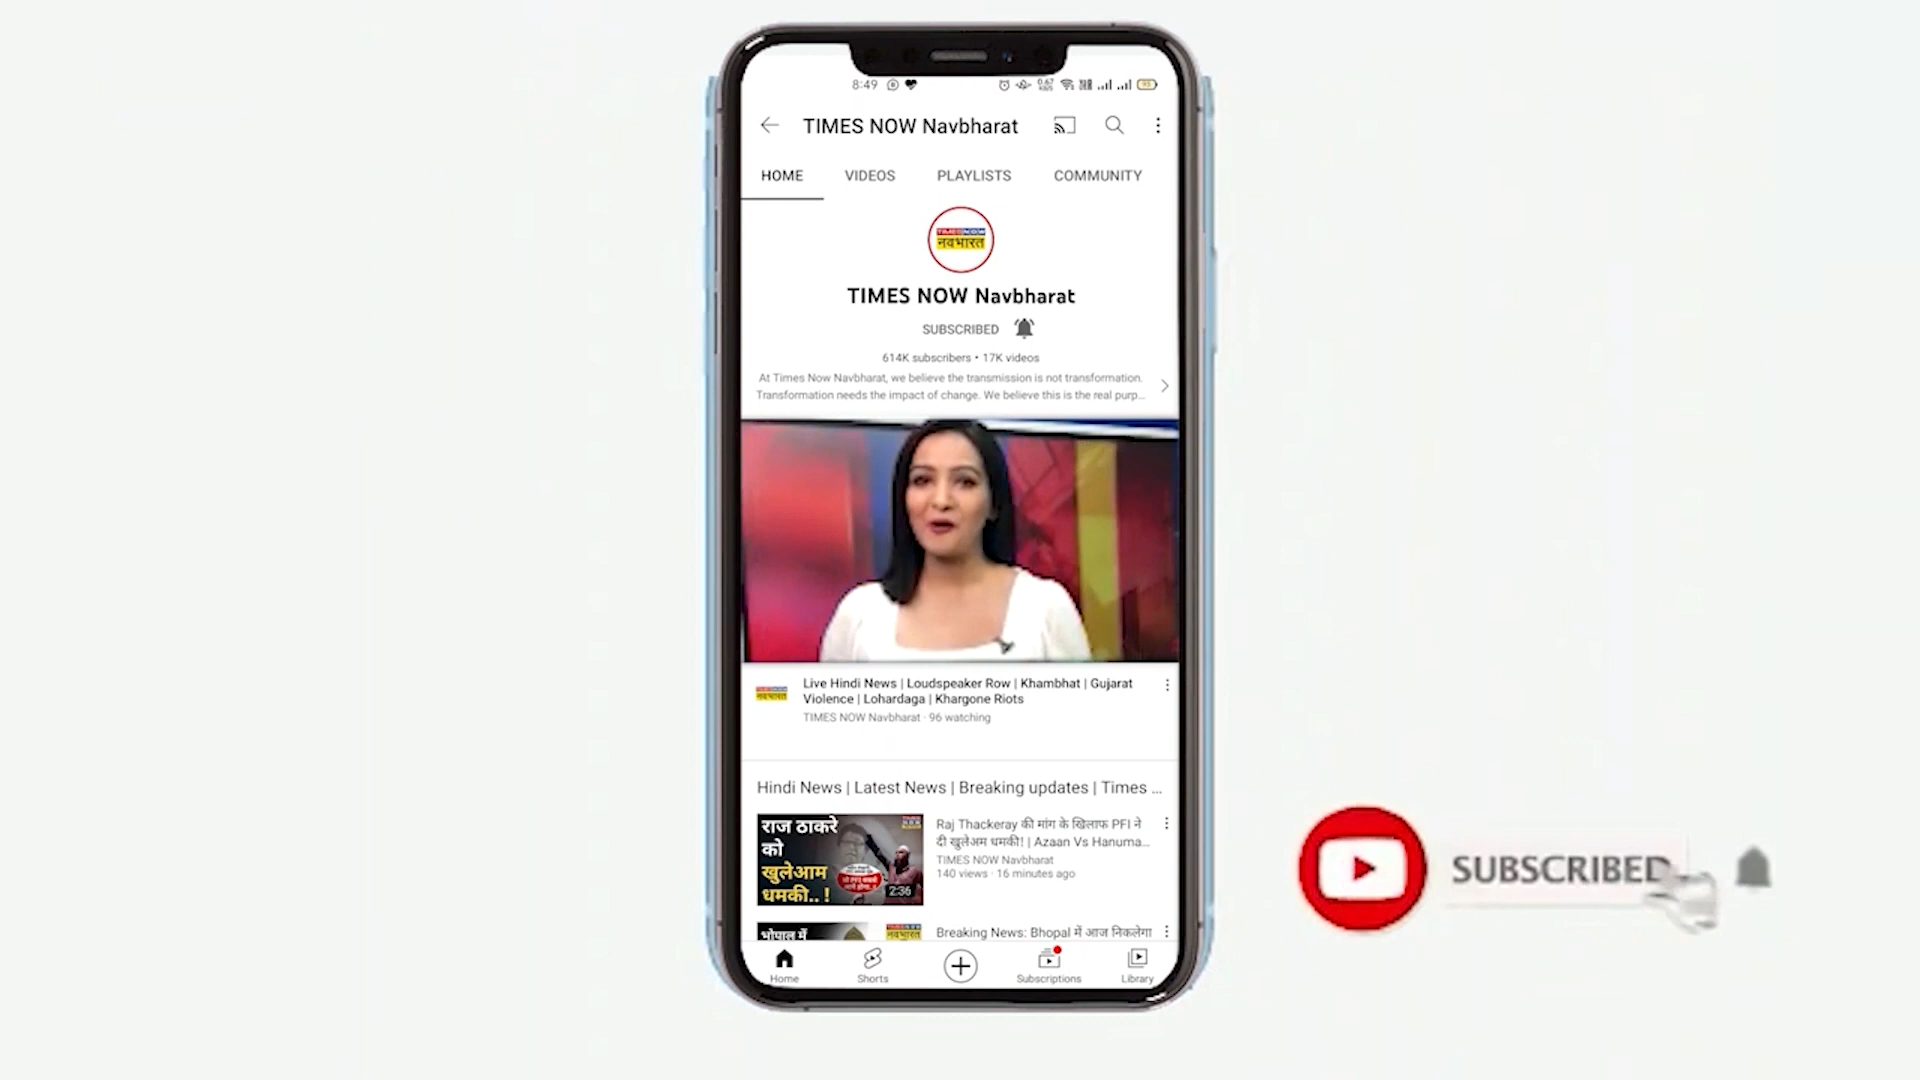 8:49
TIMES NOW Navbharat
HOME VIDEOS PLAYLISTS COMMUNITY
TIMES NOW
नवभारत
TIMES NOW Navbharat
SUBSCRIBED
614K subscribers • 17K videos
At Times Now Navbharat, we believe the transmission is not transformation.
Transformation needs the impact of change. We believe this is the real purp...
Live Hindi News | Loudspeaker Row | Khambhat | Gujarat
Violence | Lohardaga | Khargone Riots
TIMES NOW Navbharat · 96 watching
Hindi News | Latest News | Breaking updates | Times ...
राज ठाकरे
को
खुलेआम
धमकी.. !
2:36
Raj Thackeray की मांग के खिलाफ PFI ने
दी खुलेआम धमकी! | Azaan Vs Hanuma...
TIMES NOW Navbharat
140 views · 16 minutes ago
भोपाल में
नवभारत
Breaking News: Bhopal में आज निकलेगा
Home Shorts Subscriptions Library
SUBSCRIBED